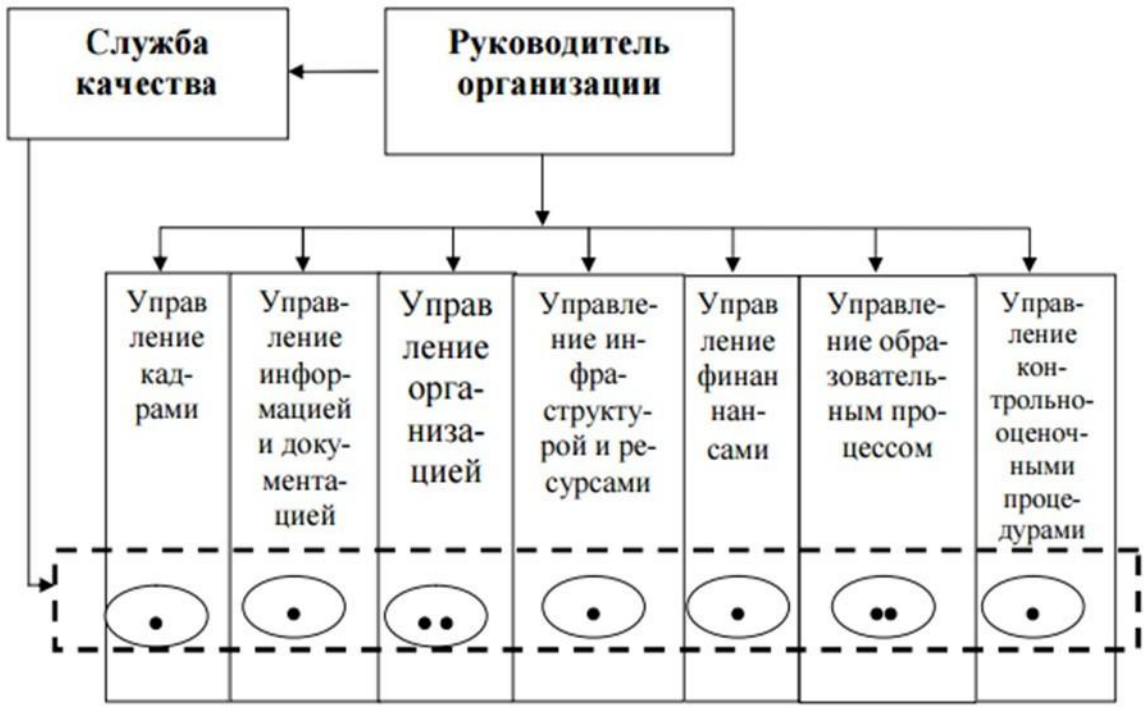 Служба
качества
Руководитель
организации
Управ
ление
кад-
рами
Управ-
ление
инфор-
мацией
и доку-
мента-
цией
Управ
ление
орга-
низа-
цией
Управле-
ние ин-
фра-
структу-
рой и ре-
сурсами
Управ
ление
финан
нан-
сами
Управле-
ние обра-
зователь-
ным про-
цессом
Управ-
ление
кон-
трольно-
оценоч-
ными
проце-
дурами